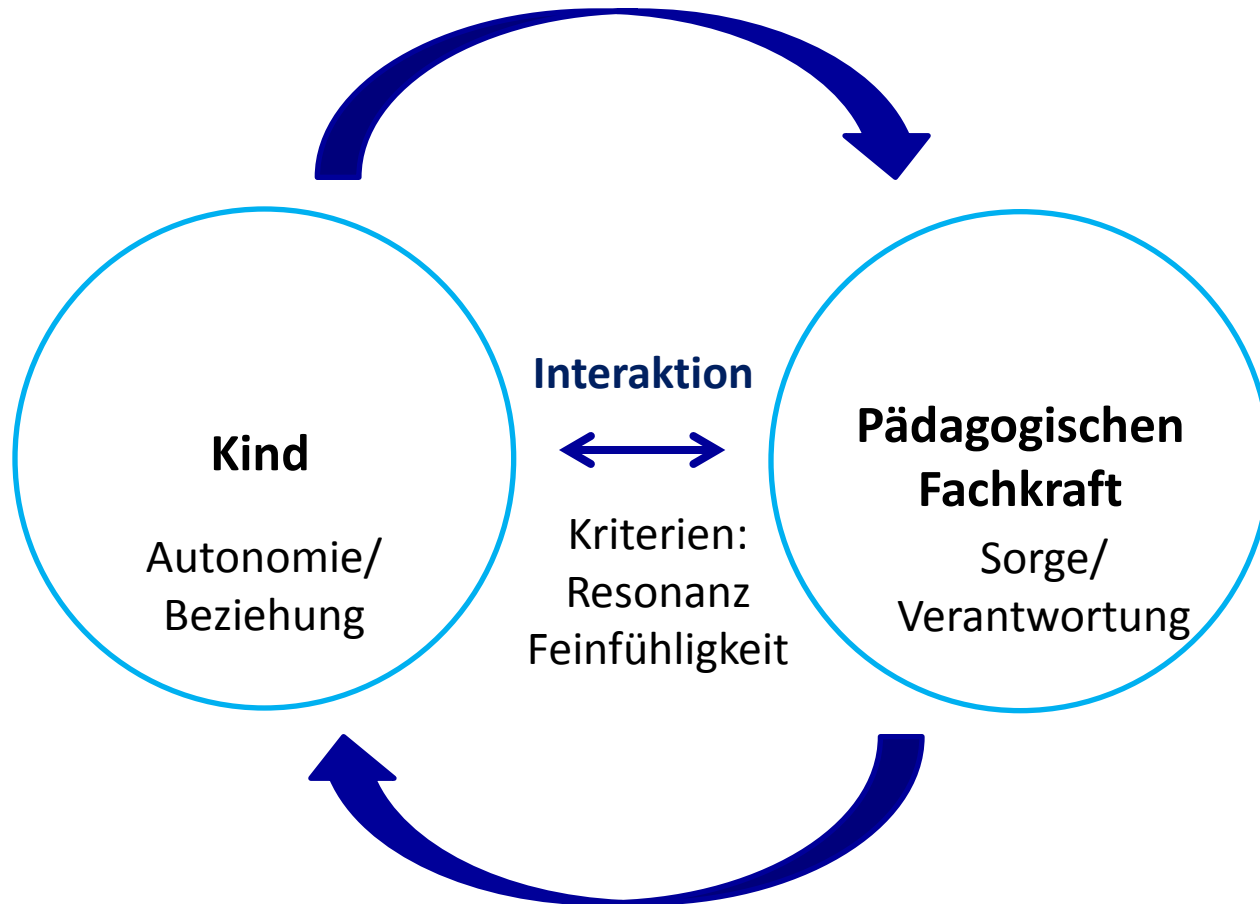 Kind
Autonomie/
Beziehung
Interaktion
Kriterien:
Resonanz
Feinfühligkeit
Pädagogischen
Fachkraft
Sorge/
Verantwortung